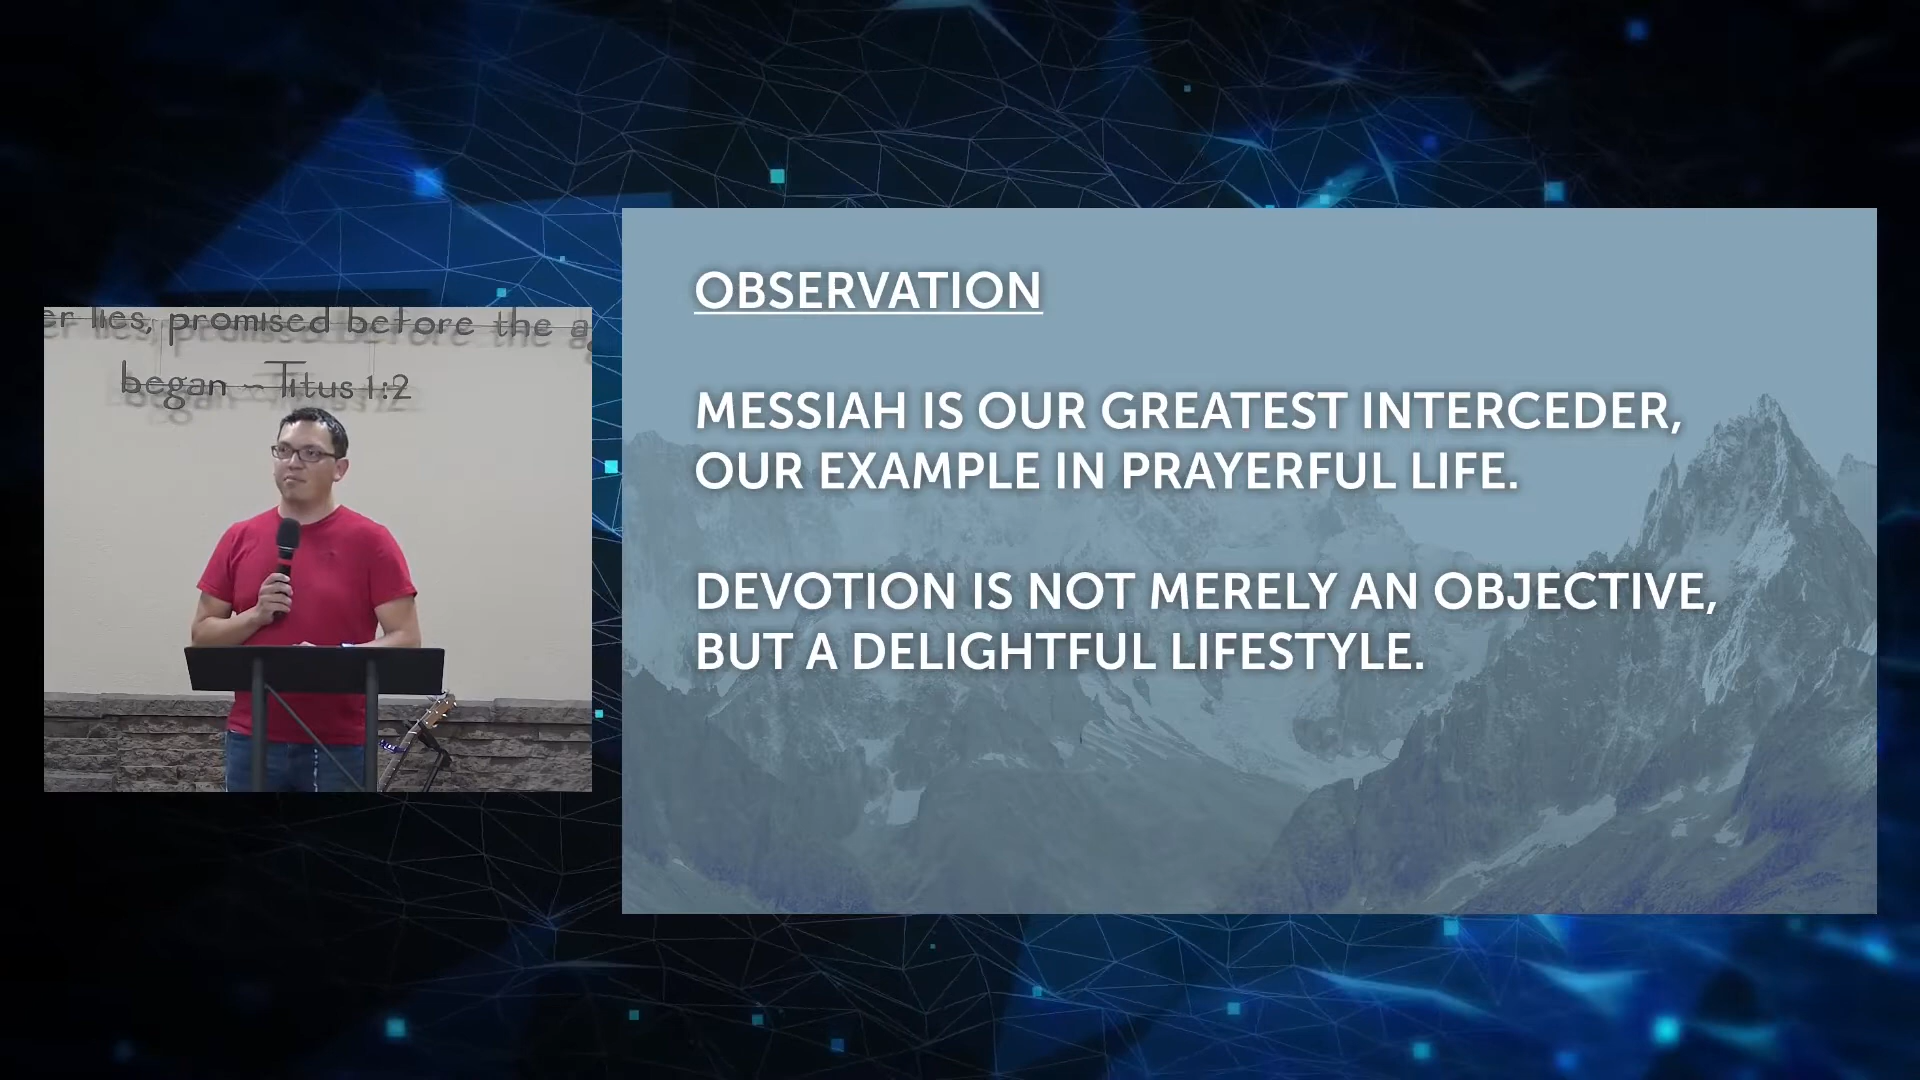 er lies, promised before the a
began ~ Titus 1:2
OBSERVATION
MESSIAH IS OUR GREATEST INTERCEDER,
OUR EXAMPLE IN PRAYERFUL LIFE.
DEVOTION IS NOT MERELY AN OBJECTIVE,
BUT A DELIGHTFUL LIFESTYLE.